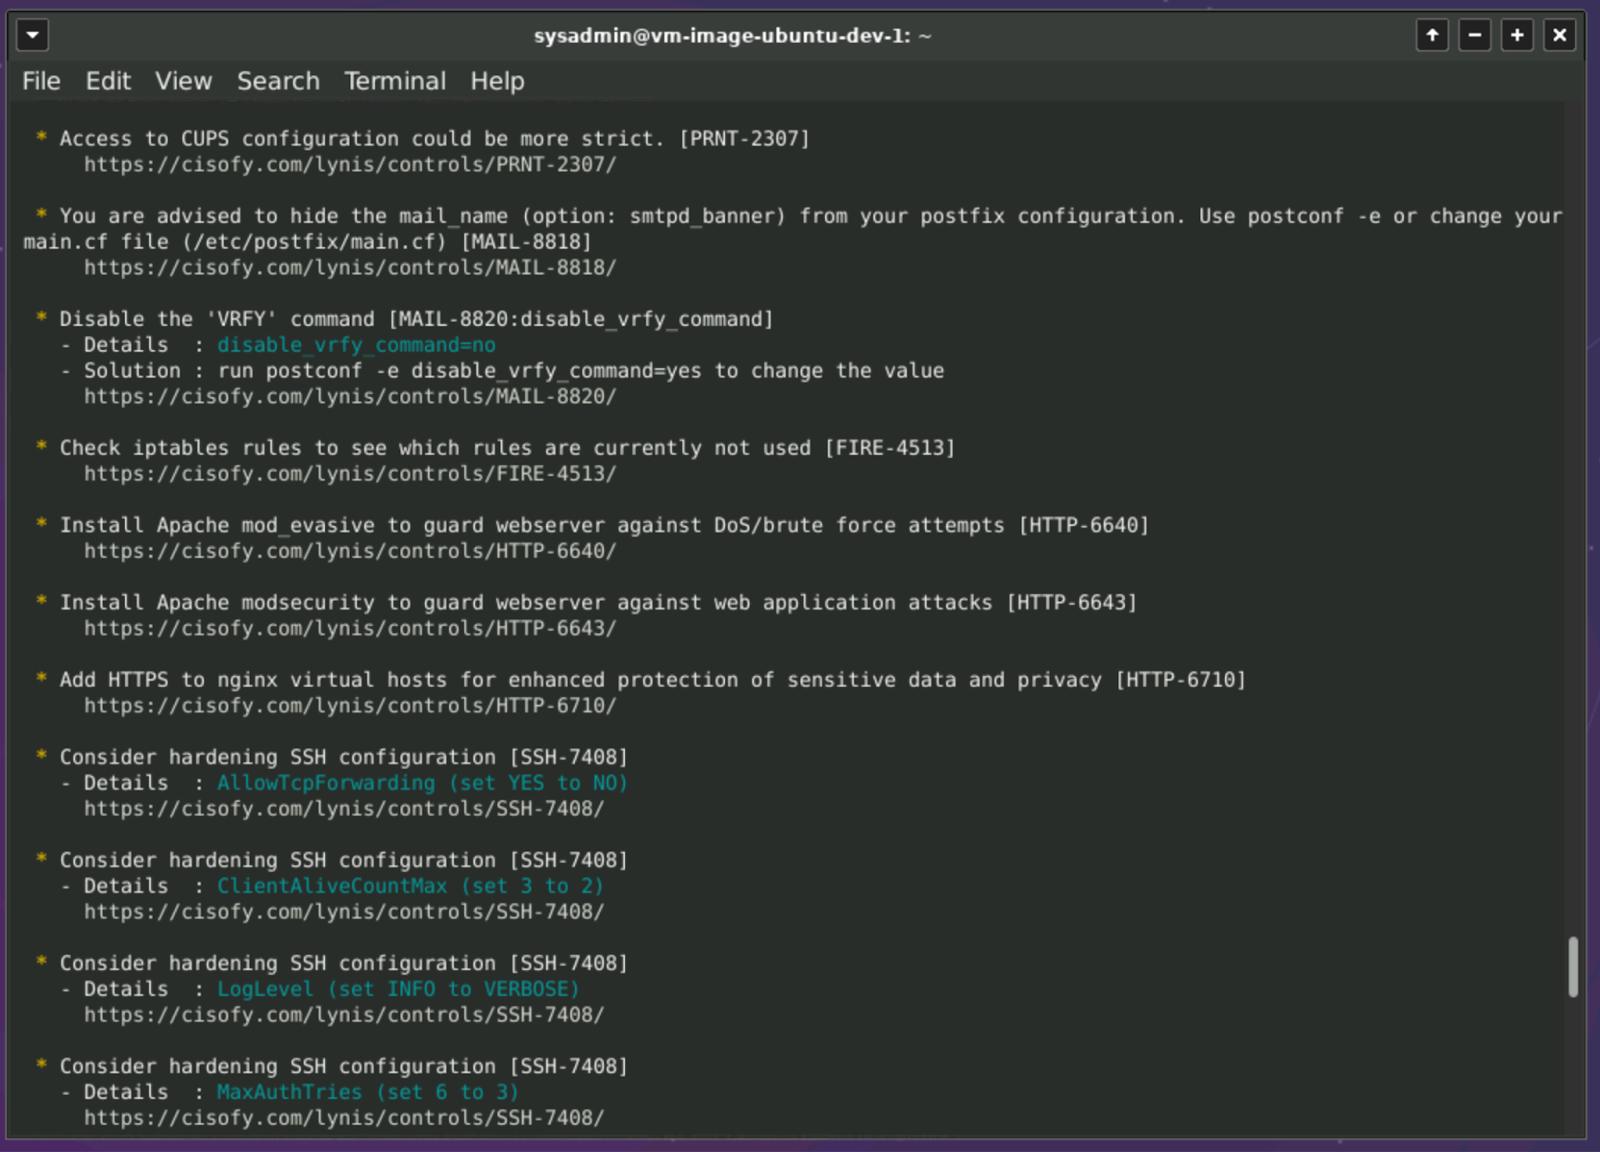 sysadmin@vm-image-ubuntu-dev-1: ~
File Edit View Search Terminal Help
* Access to CUPS configuration could be more strict. [PRNT-2307]
https://cisofy.com/lynis/controls/PRNT-2307/
* You are advised to hide the mail_name (option: smtpd_banner) from your postfix configuration. Use postconf -e or change your
main.cf file (/etc/postfix/main.cf) [MAIL-8818]
https://cisofy.com/lynis/controls/MAIL-8818/
* Disable the 'VRFY' command [MAIL-8820:disable_vrfy_command]
- Details  : disable_vrfy_command=no
- Solution : run postconf -e disable_vrfy_command=yes to change the value
https://cisofy.com/lynis/controls/MAIL-8820/
* Check iptables rules to see which rules are currently not used [FIRE-4513]
https://cisofy.com/lynis/controls/FIRE-4513/
* Install Apache mod_evasive to guard webserver against DoS/brute force attempts [HTTP-6640]
https://cisofy.com/lynis/controls/HTTP-6640/
* Install Apache modsecurity to guard webserver against web application attacks [HTTP-6643]
https://cisofy.com/lynis/controls/HTTP-6643/
* Add HTTPS to nginx virtual hosts for enhanced protection of sensitive data and privacy [HTTP-6710]
https://cisofy.com/lynis/controls/HTTP-6710/
* Consider hardening SSH configuration [SSH-7408]
- Details  : AllowTcpForwarding (set YES to NO)
https://cisofy.com/lynis/controls/SSH-7408/
* Consider hardening SSH configuration [SSH-7408]
- Details  : ClientAliveCountMax (set 3 to 2)
https://cisofy.com/lynis/controls/SSH-7408/
* Consider hardening SSH configuration [SSH-7408]
- Details  : LogLevel (set INFO to VERBOSE)
https://cisofy.com/lynis/controls/SSH-7408/
* Consider hardening SSH configuration [SSH-7408]
- Details  : MaxAuthTries (set 6 to 3)
https://cisofy.com/lynis/controls/SSH-7408/